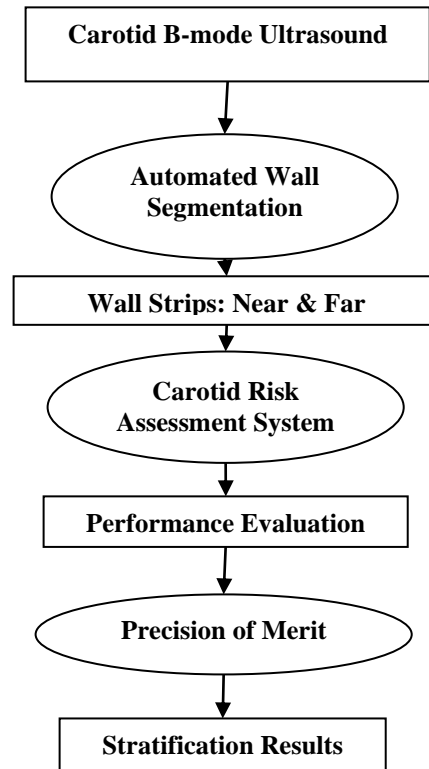 Carotid B-mode Ultrasound
Automated Wall
Segmentation
Wall Strips: Near & Far
Carotid Risk
Assessment System
Performance Evaluation
Precision of Merit
Stratification Results